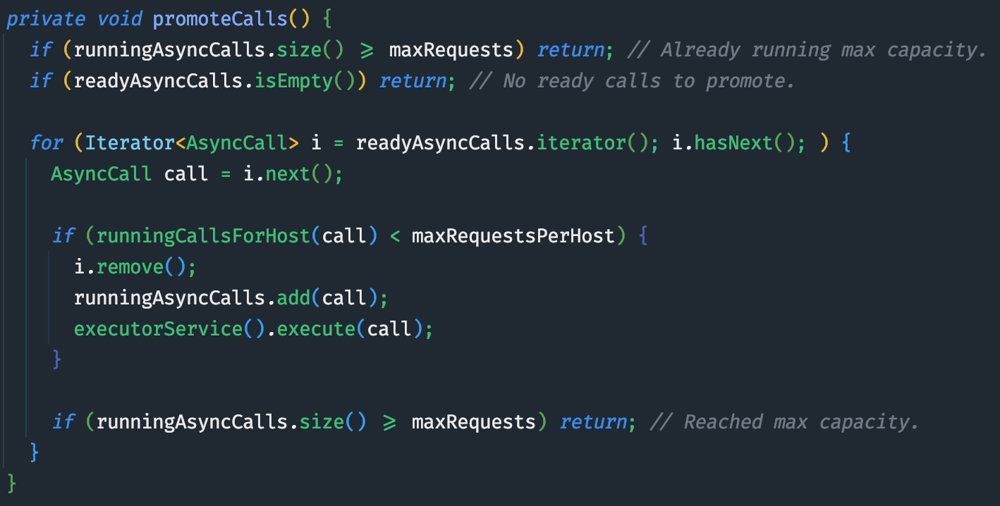 private void promoteCalls() {
  if (runningAsyncCalls.size() >= maxRequests) return; // Already running max capacity.
  if (readyAsyncCalls.isEmpty()) return; // No ready calls to promote.

  for (Iterator<AsyncCall> i = readyAsyncCalls.iterator(); i.hasNext(); ) {
    AsyncCall call = i.next();

    if (runningCallsForHost(call) < maxRequestsPerHost) {
      i.remove();
      runningAsyncCalls.add(call);
      executorService().execute(call);
    }

    if (runningAsyncCalls.size() >= maxRequests) return; // Reached max capacity.
  }
}